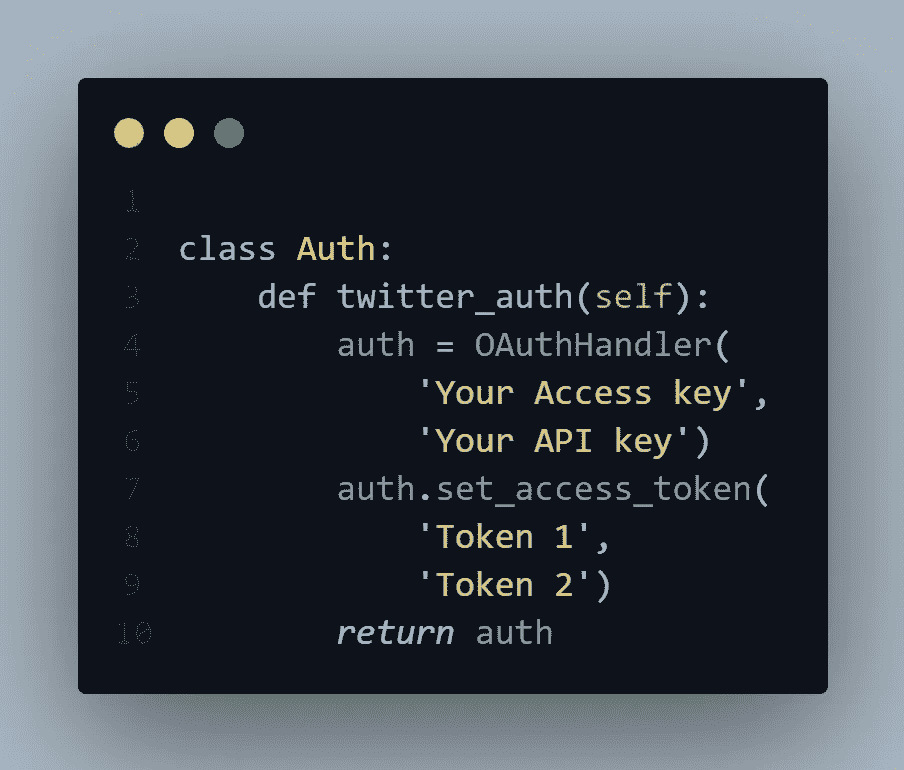 1
2 class Auth:
3     def twitter_auth(self):
4         auth = OAuthHandler(
5             'Your Access key',
6             'Your API key')
7         auth.set_access_token(
8             'Token 1',
9             'Token 2')
10         return auth